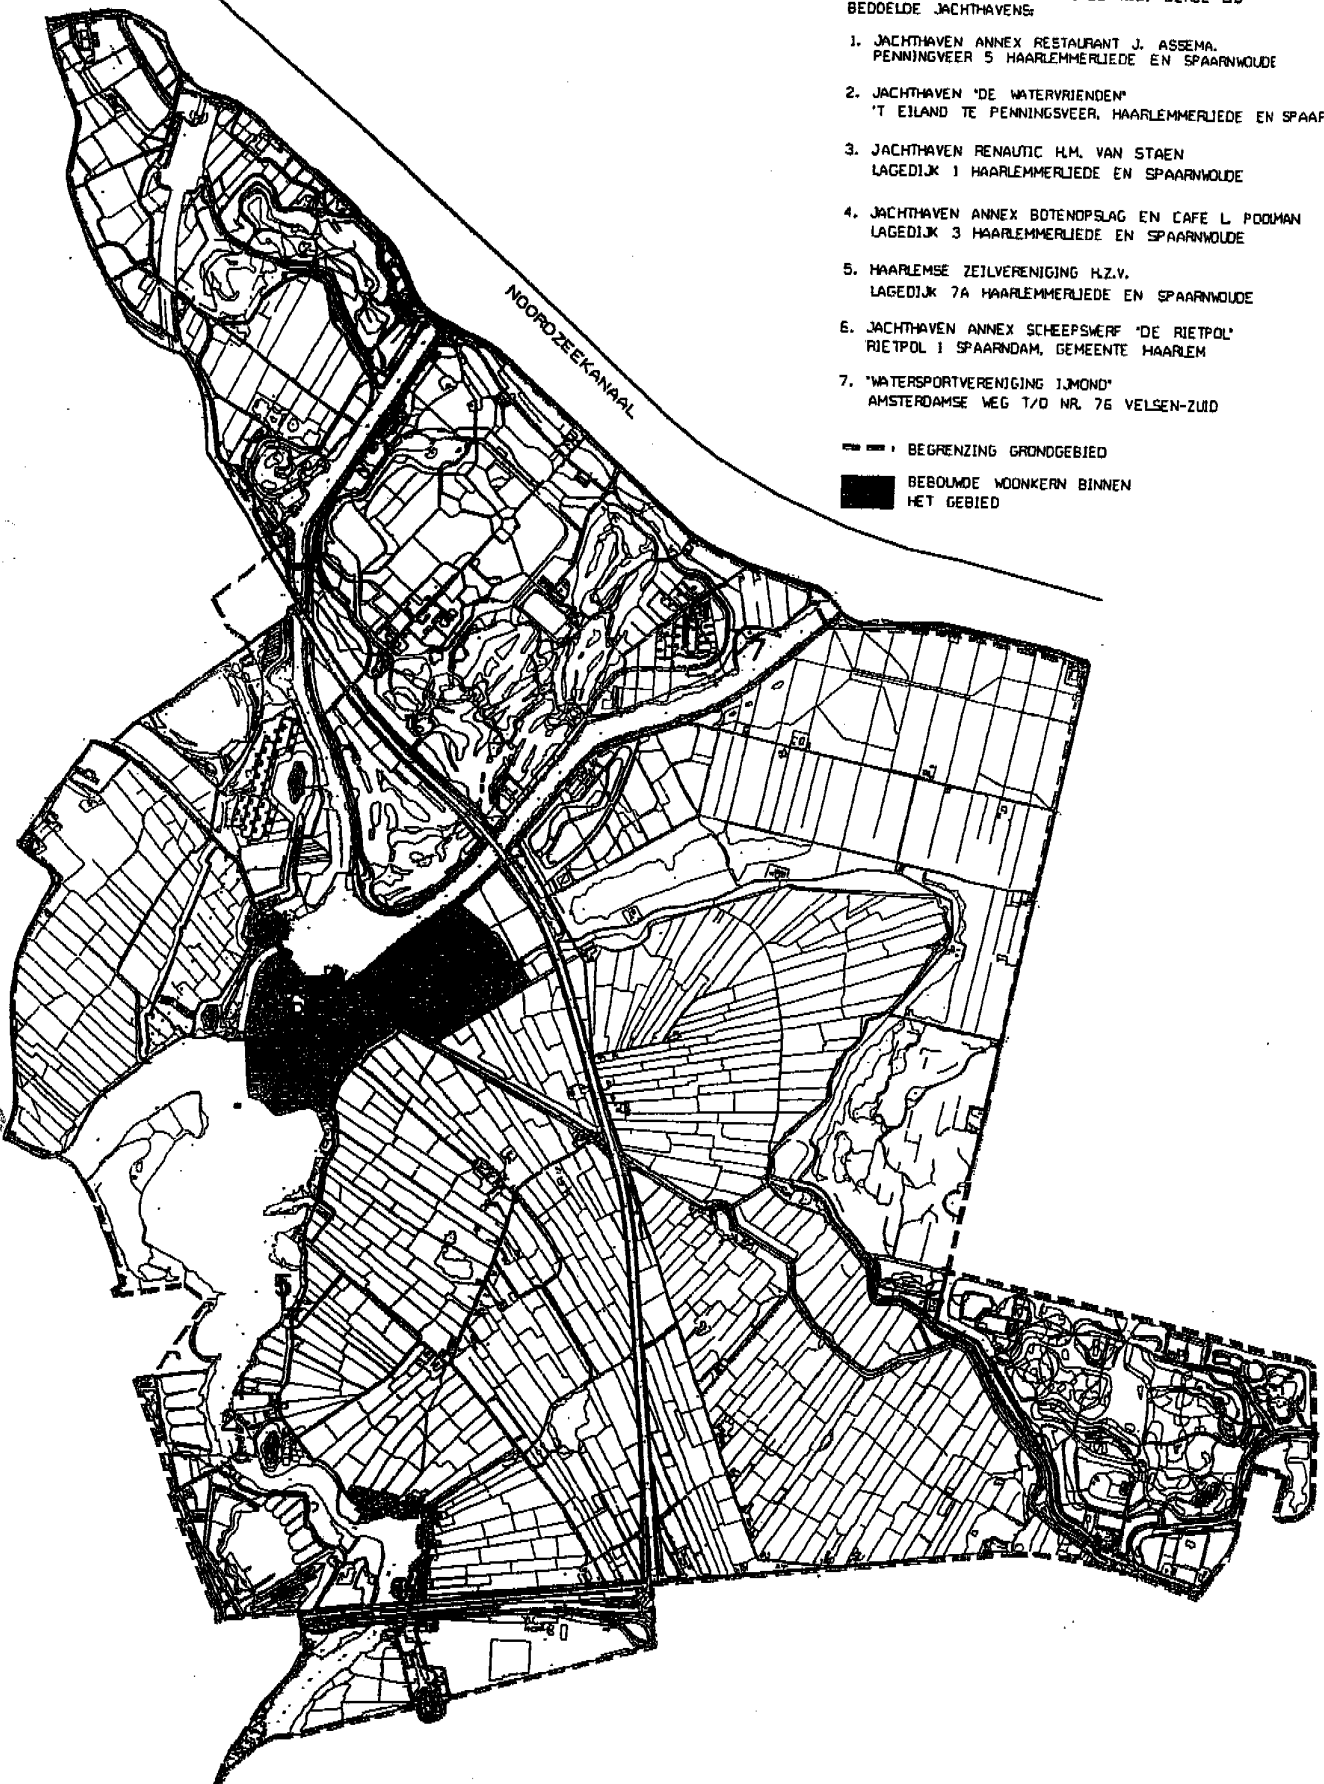 BEDOELDE JACHTHAVENS:
1. JACHTHAVEN ANNEX RESTAURANT J. ASSEMA.
PENNINGVEER 5 HAARLEMMERLIEDE EN SPAARNWOUDE
2. JACHTHAVEN "DE WATERVRIENDEN"
'T EILAND TE PENNINGSVEER, HAARLEMMERLIEDE EN SPAAR
3. JACHTHAVEN RENAUTIC H.M. VAN STAEN
LAGEDIJK 1 HAARLEMMERLIEDE EN SPAARNWOUDE
4. JACHTHAVEN ANNEX BOTENOPSLAG EN CAFE L POOLMAN
LAGEDIJK 3 HAARLEMMERLIEDE EN SPAARNWOUDE
5. HAARLEMSE ZEILVERENIGING H.Z.V.
LAGEDIJK 7A HAARLEMMERLIEDE EN SPAARNWOUDE
6. JACHTHAVEN ANNEX SCHEEPSWERF "DE RIETPOL"
RIETPOL 1 SPAARNDAM, GEMEENTE HAARLEM
7. "WATERSPORTVERENIGING IJMOND"
AMSTERDAMSE WEG T/O NR. 76 VELSEN-ZUID
BEGRENZING GRONDGEBIED
BEBOUWDE WOONKERN BINNEN
HET GEBIED
NOORDZEEKANAAL
7
5